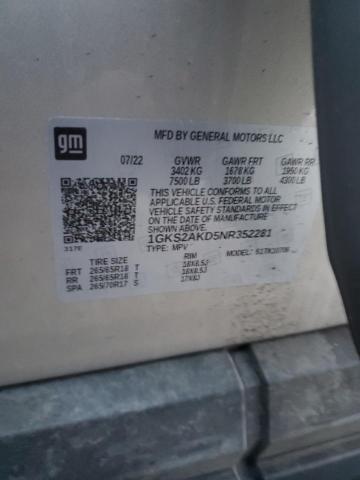 gm
MFD BY GENERAL MOTORS LLC
07/22 GVWR GAWR FRT GAWR RR
3402 KG 1678 KG 1950 KG
7500 LB 3700 LB 4300 LB
THIS VEHICLE CONFORMS TO ALL
APPLICABLE U.S. FEDERAL MOTOR
VEHICLE SAFETY STANDARDS IN EFFECT
ON THE DATE OF MANUFACTURE
SHOWN ABOVE.
1GKS2AKD5NR352281
TYPE: MPV MODEL:
317E
TIRE SIZE RIM
FRT 265/65R18 T 18X8.5J
RR 265/65R18 T 18X8.5J
SPA 265/70R17 S 17X8J